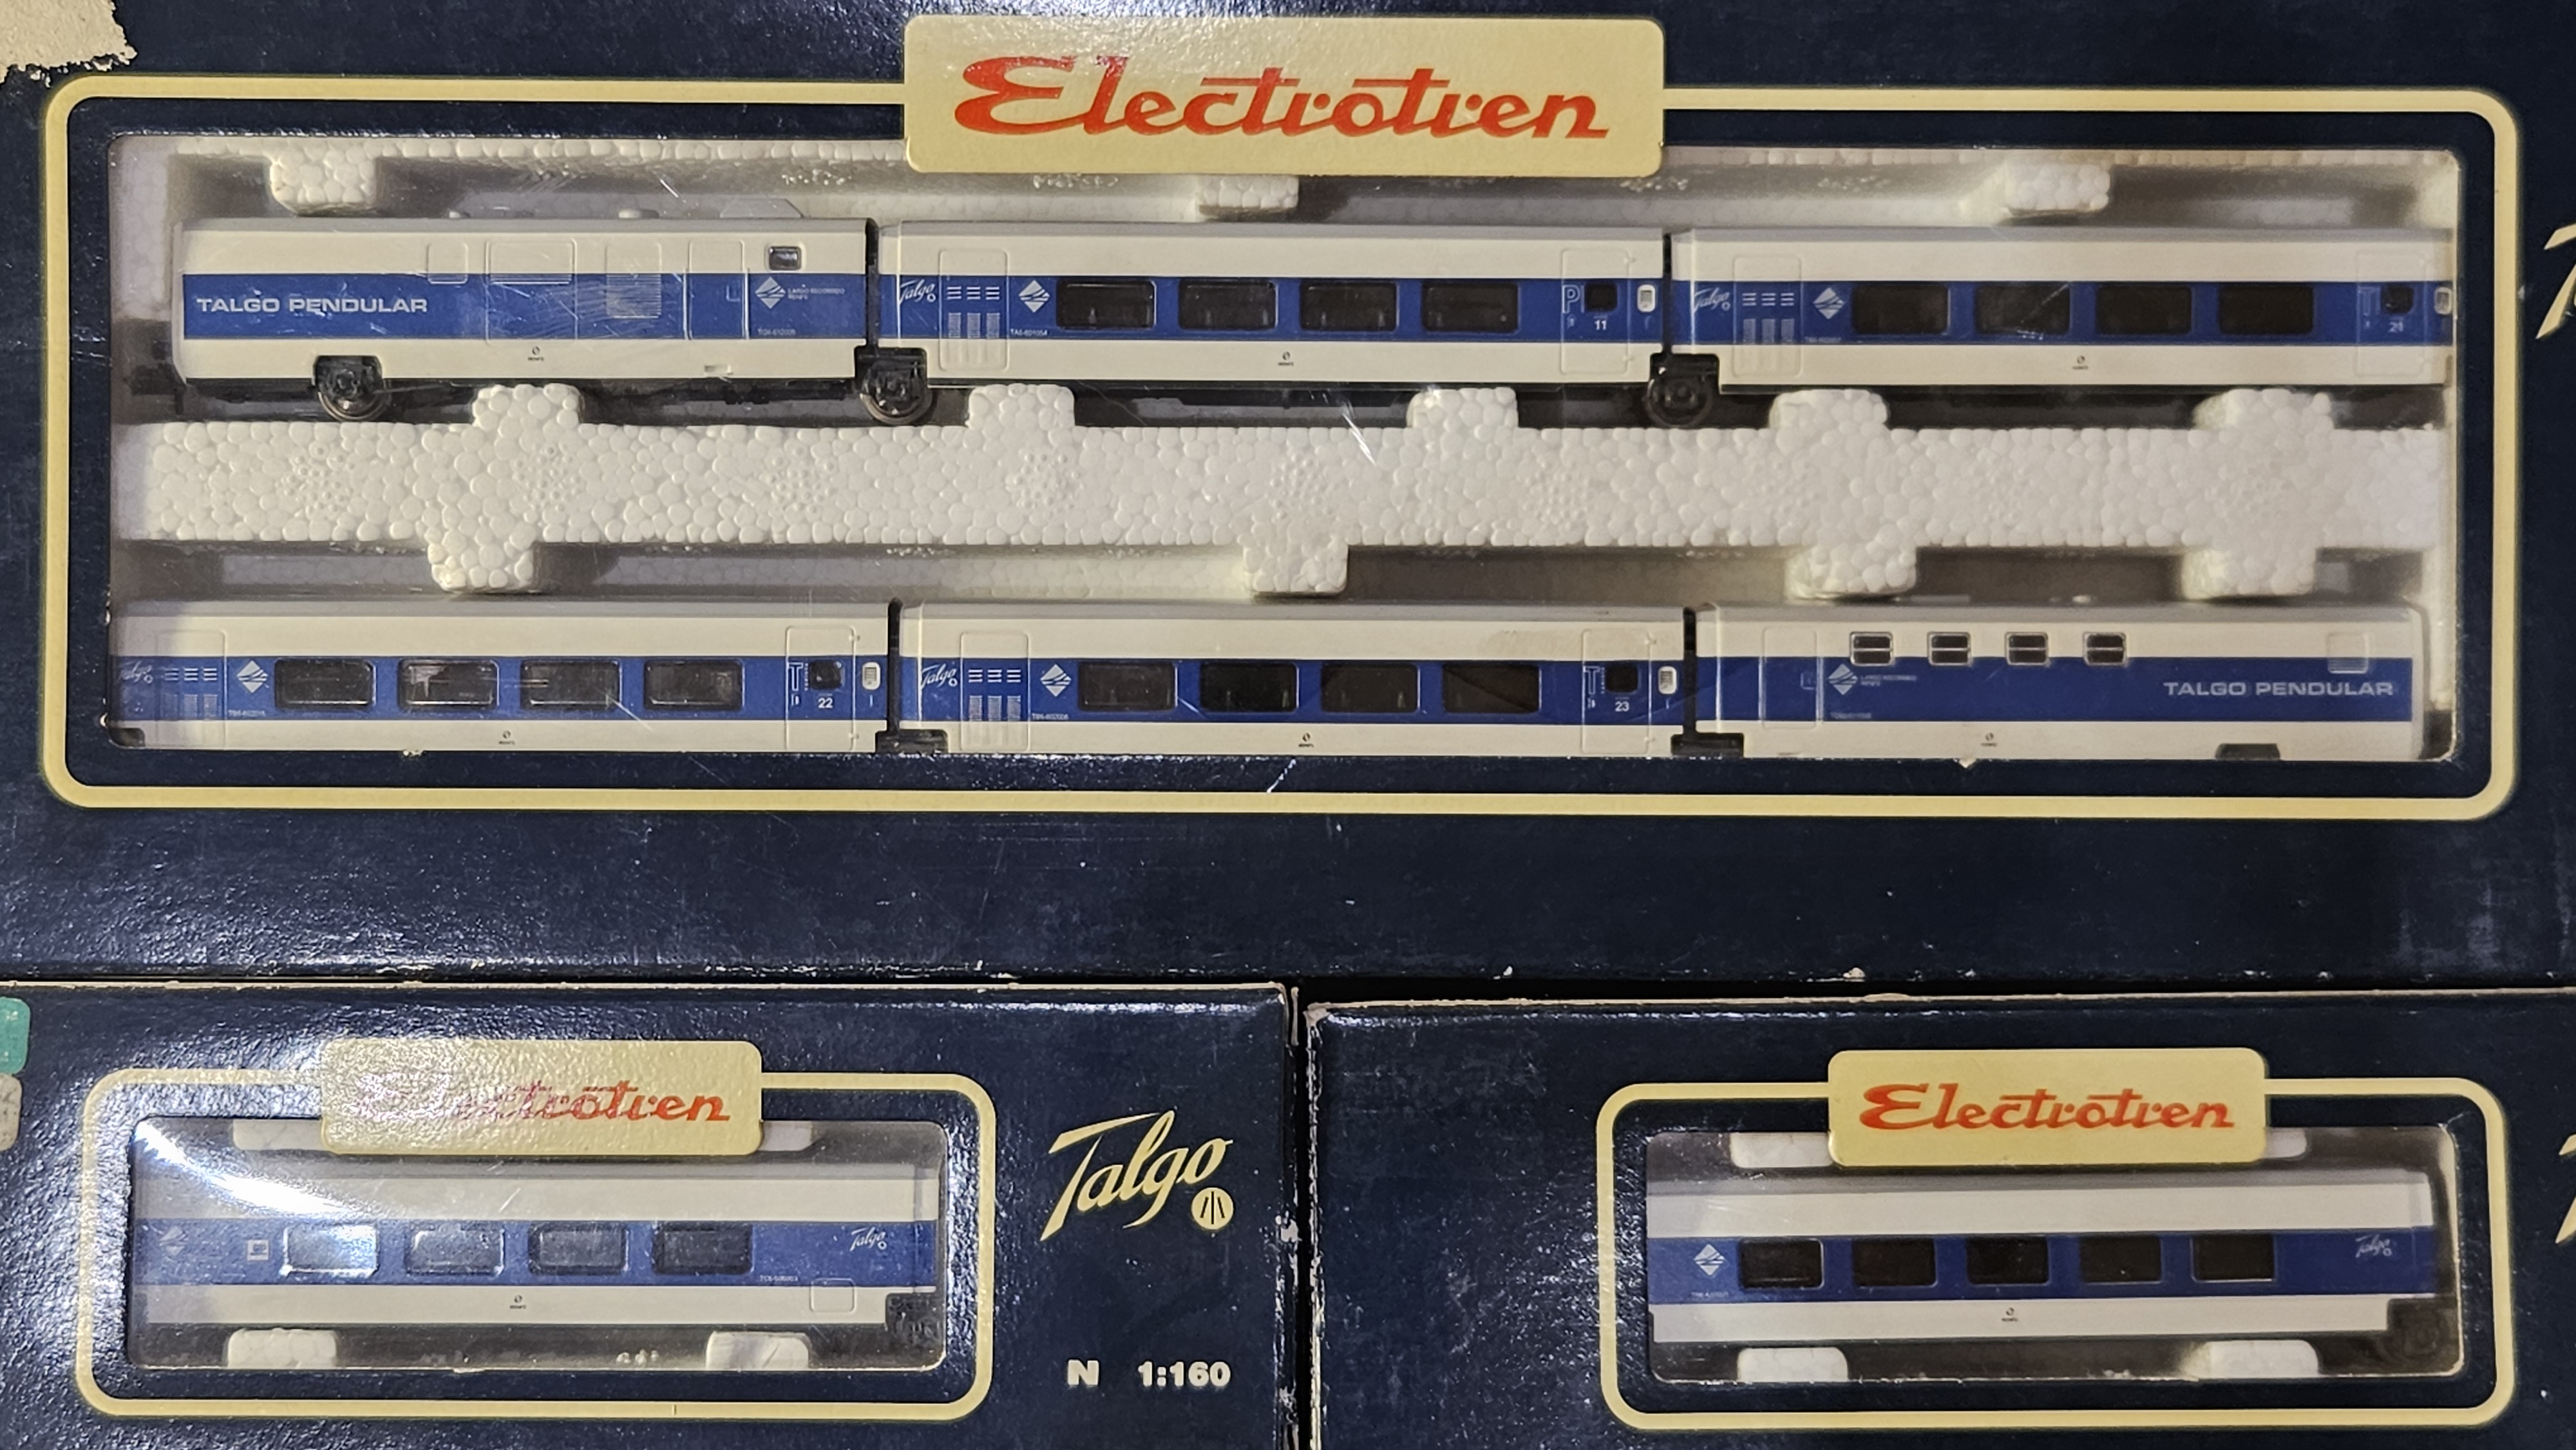 Electrotren
TALGO PENDULAR
Talgo
P
11
Talgo
T
21
Talgo
T
22
Talgo
T
23
TALGO PENDULAR
Electrotren
Talgo
Talgo
N 1:160
Electrotren
Talgo